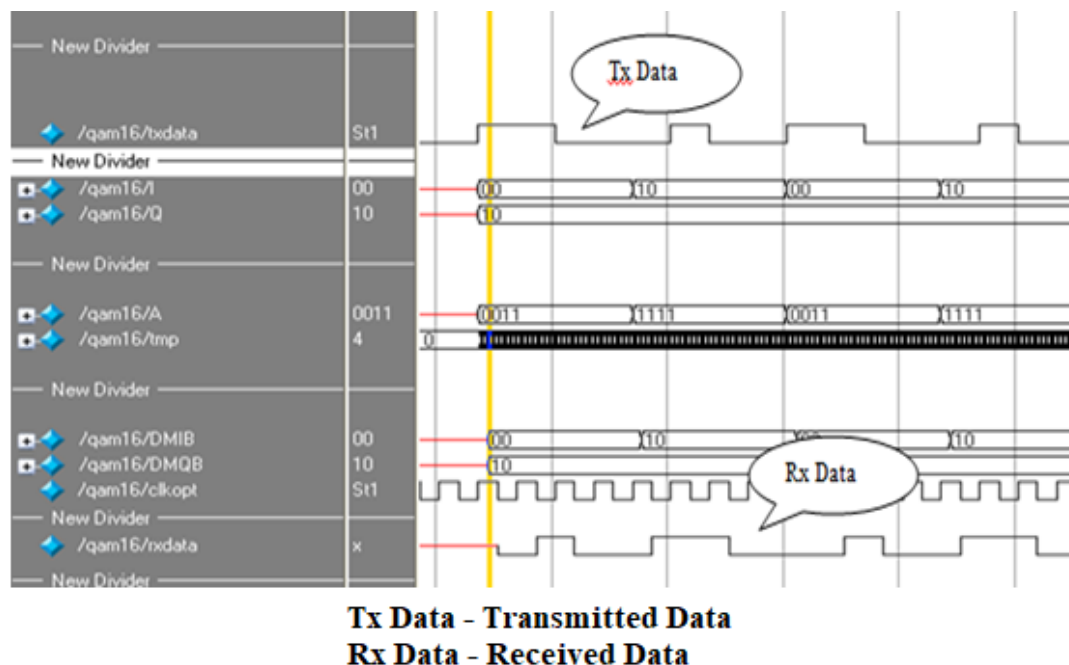 New Divider
Tx Data
/qam16/txdata St1
New Divider
/qam16/I 00 00 10 00 10
/qam16/Q 10 10
New Divider
/qam16/A 0011 0011 1111 0011 1111
/qam16/tmp 4 0
New Divider
/qam16/DMIB 00 00 10 10
/qam16/DMQB 10 10
Rx Data
/qam16/clkopt St1
New Divider
/qam16/rxdata x
New Divider
Tx Data - Transmitted Data
Rx Data - Received Data